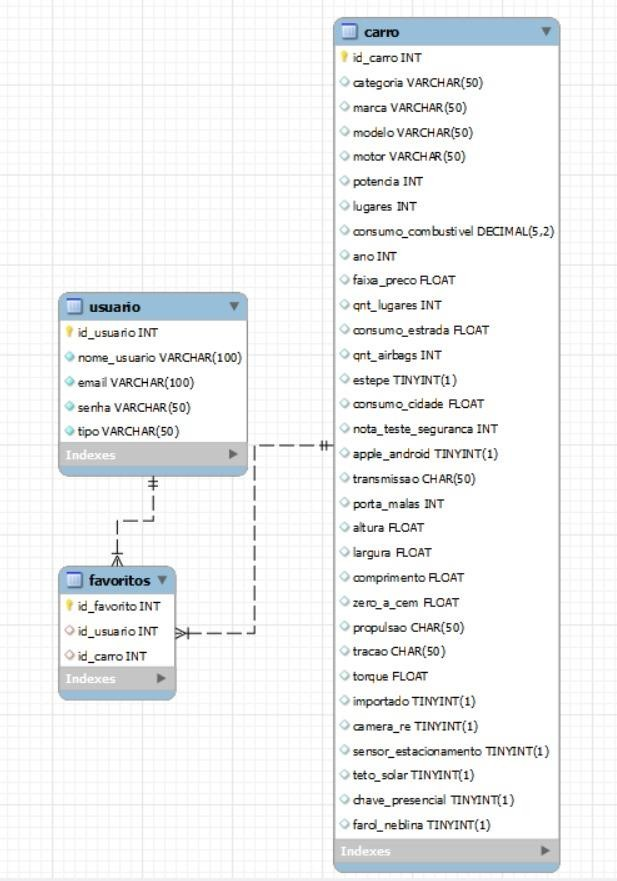 carro
id_carro INT
categoria VARCHAR(50)
marca VARCHAR(50)
modelo VARCHAR(50)
motor VARCHAR(50)
potencia INT
lugares INT
consumo_combustivel DECIMAL(5,2)
ano INT
faixa_preco FLOAT
qnt_lugares INT
consumo_estrada FLOAT
qnt_airbags INT
estepe TINYINT(1)
consumo_cidade FLOAT
nota_teste_seguranca INT
apple_android TINYINT(1)
transmissao CHAR(50)
porta_malas INT
altura FLOAT
largura FLOAT
comprimento FLOAT
zero_a_cem FLOAT
propulsao CHAR(50)
tracao CHAR(50)
torque FLOAT
importado TINYINT(1)
camera_re TINYINT(1)
sensor_estacionamento TINYINT(1)
teto_solar TINYINT(1)
chave_presencial TINYINT(1)
farol_neblina TINYINT(1)
Indexes
usuario
id_usuario INT
nome_usuario VARCHAR(100)
email VARCHAR(100)
senha VARCHAR(50)
tipo VARCHAR(50)
Indexes
favoritos
id_favorito INT
id_usuario INT
id_carro INT
Indexes